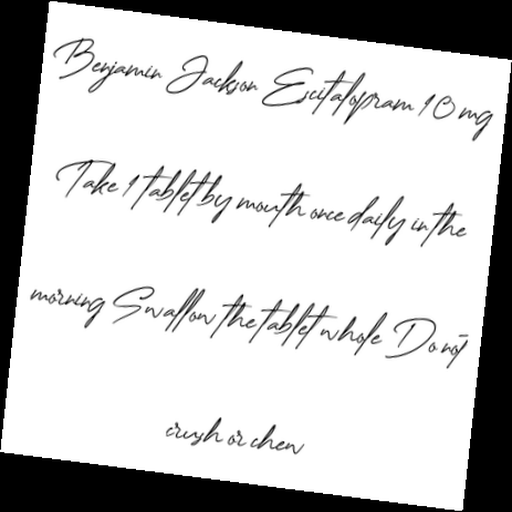 Benjamin Jackson Escitalopram 10 mg
Take 1 tablet by mouth once daily in the
morning Swallow the tablet whole Do not
crush or chew